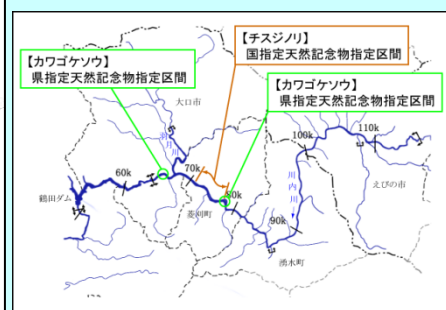 【チスジノリ】
国指定天然記念物指定区間
【カワゴケソウ】
県指定天然記念物指定区間
【カワゴケソウ】
県指定天然記念物指定区間
大口市
羽月川
100k
110k
70k
60k
80k
川内川
えびの市
鶴田ダム
菱刈町
90k
湧水町